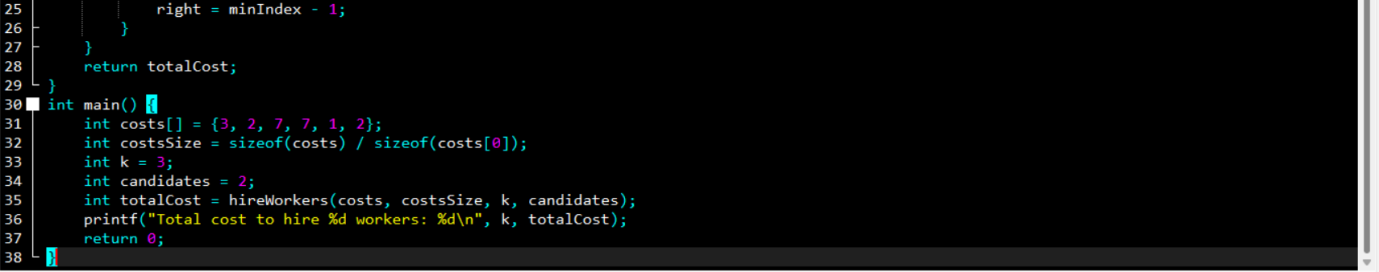 25 right = minIndex - 1;
26 }
27 }
28 return totalCost;
29 }
30 int main() {
31 int costs[] = {3, 2, 7, 7, 1, 2};
32 int costsSize = sizeof(costs) / sizeof(costs[0]);
33 int k = 3;
34 int candidates = 2;
35 int totalCost = hireWorkers(costs, costsSize, k, candidates);
36 printf("Total cost to hire %d workers: %d\n", k, totalCost);
37 return 0;
38 }